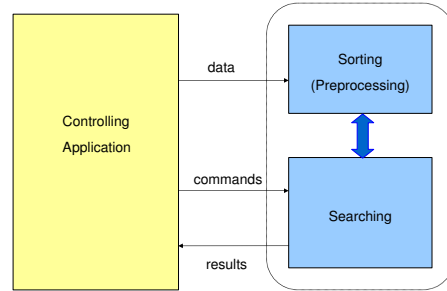 Controlling
Application
data
commands
results
Sorting
(Preprocessing)
Searching